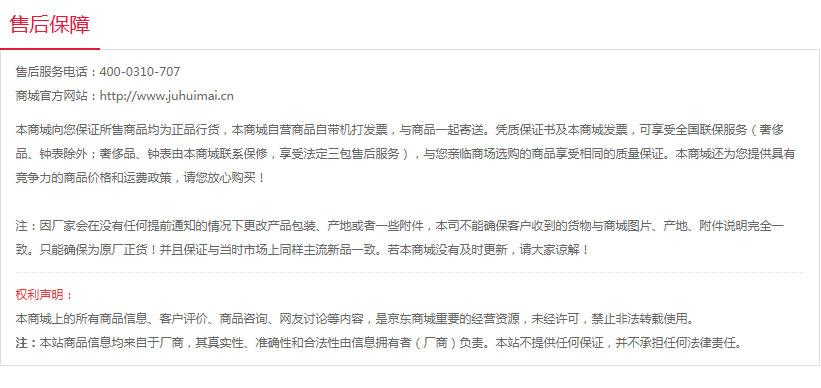 售后保障
售后服务电话：400-0310-707
商城官方网站：http://www.juhuimai.cn
本商城向您保证所售商品均为正品行货，本商城自营商品自带机打发票，与商品一起寄送。凭质保证书及本商城发票，可享受全国联保服务（奢侈
品、钟表除外；奢侈品、钟表由本商城联系保修，享受法定三包售后服务），与您亲临商场选购的商品享受相同的质量保证。本商城还为您提供具有
竞争力的商品价格和运费政策，请您放心购买！
注：因厂家会在没有任何提前通知的情况下更改产品包装、产地或者一些附件，本司不能确保客户收到的货物与商城图片、产地、附件说明完全一
致。只能确保为原厂正货！并且保证与当时市场上同样主流新品一致。若本商城没有及时更新，请大家谅解！
权利声明：
本商城上的所有商品信息、客户评价、商品咨询、网友讨论等内容，是京东商城重要的经营资源，未经许可，禁止非法转载使用。
注：本站商品信息均来自于厂商，其真实性、准确性和合法性由信息拥有者（厂商）负责。本站不提供任何保证，并不承担任何法律责任。